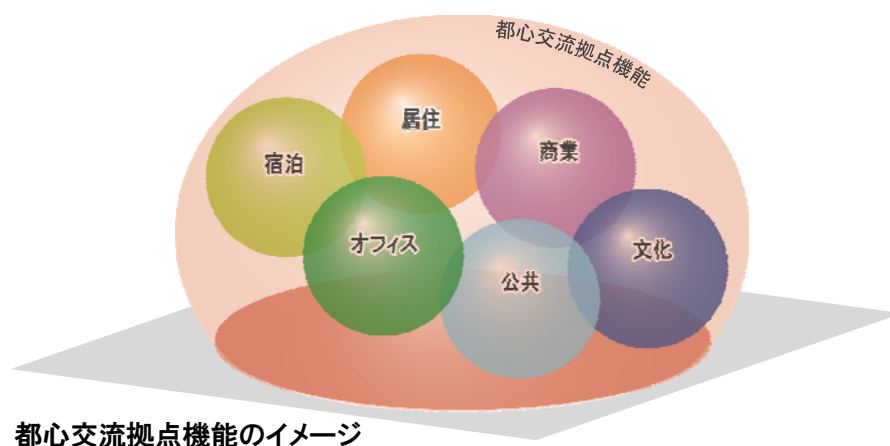 都心交流拠点機能
居住
商業
宿泊
オフィス
文化
公共
都心交流拠点機能のイメージ